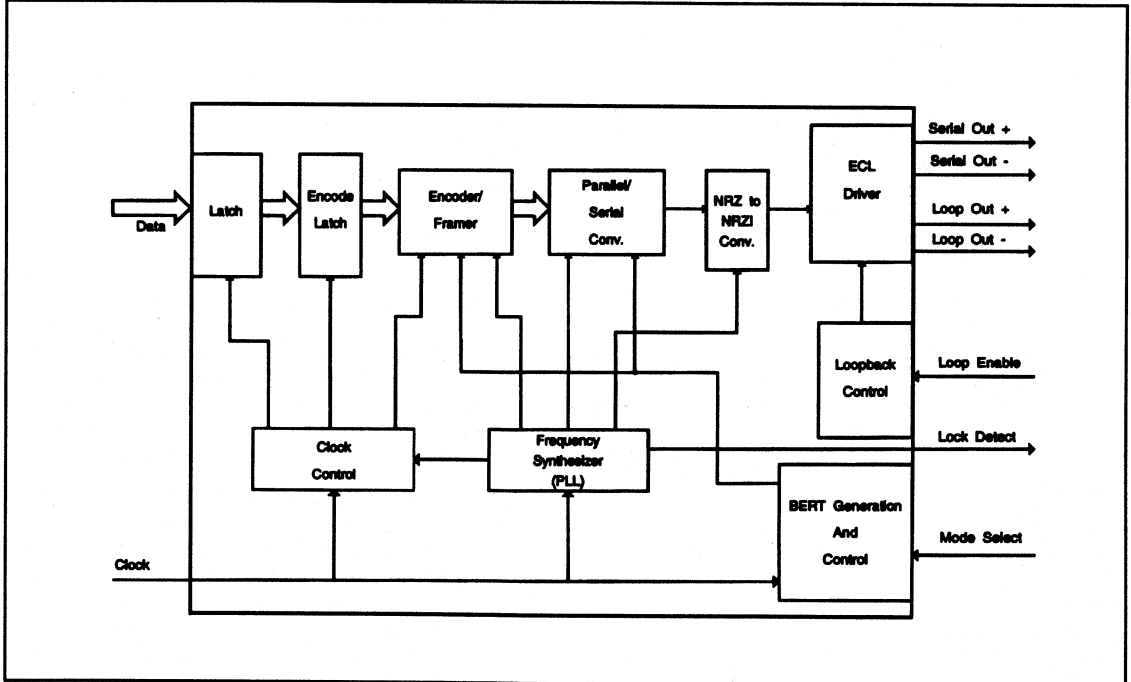 Serial Out +
Serial Out -
Loop Out +
Loop Out -
ECL
Driver
Data
Latch
Encode
Latch
Encoder/
Framer
Parallel/
Serial
Conv.
NRZ to
NRZI
Conv.
Loopback
Control
Loop Enable
Clock
Control
Frequency
Synthesizer
(PLL)
Lock Detect
BERT Generation
And
Control
Mode Select
Clock